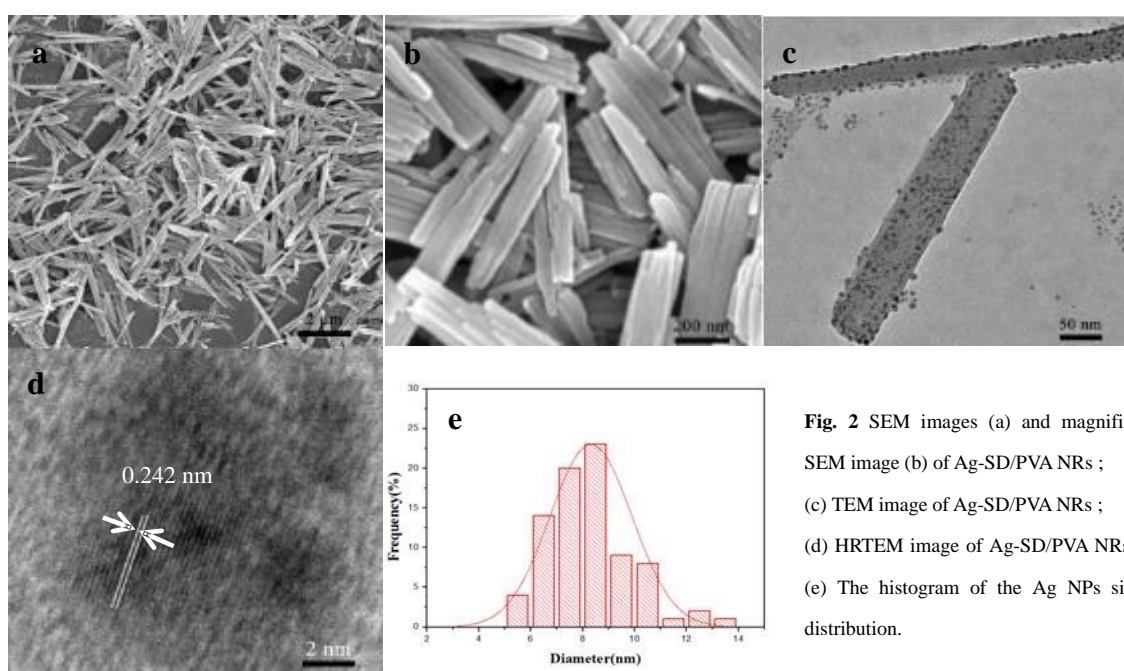 a
2 μm
b
200 nm
c
50 nm
d
0.242 nm
2 nm
e
Frequency(%)
30
25
20
15
10
5
0
2 4 6 8 10 12 14
Diameter(nm)
Fig. 2 SEM images (a) and magnifi
SEM image (b) of Ag-SD/PVA NRs ;
(c) TEM image of Ag-SD/PVA NRs ;
(d) HRTEM image of Ag-SD/PVA NRs
(e) The histogram of the Ag NPs si
distribution.